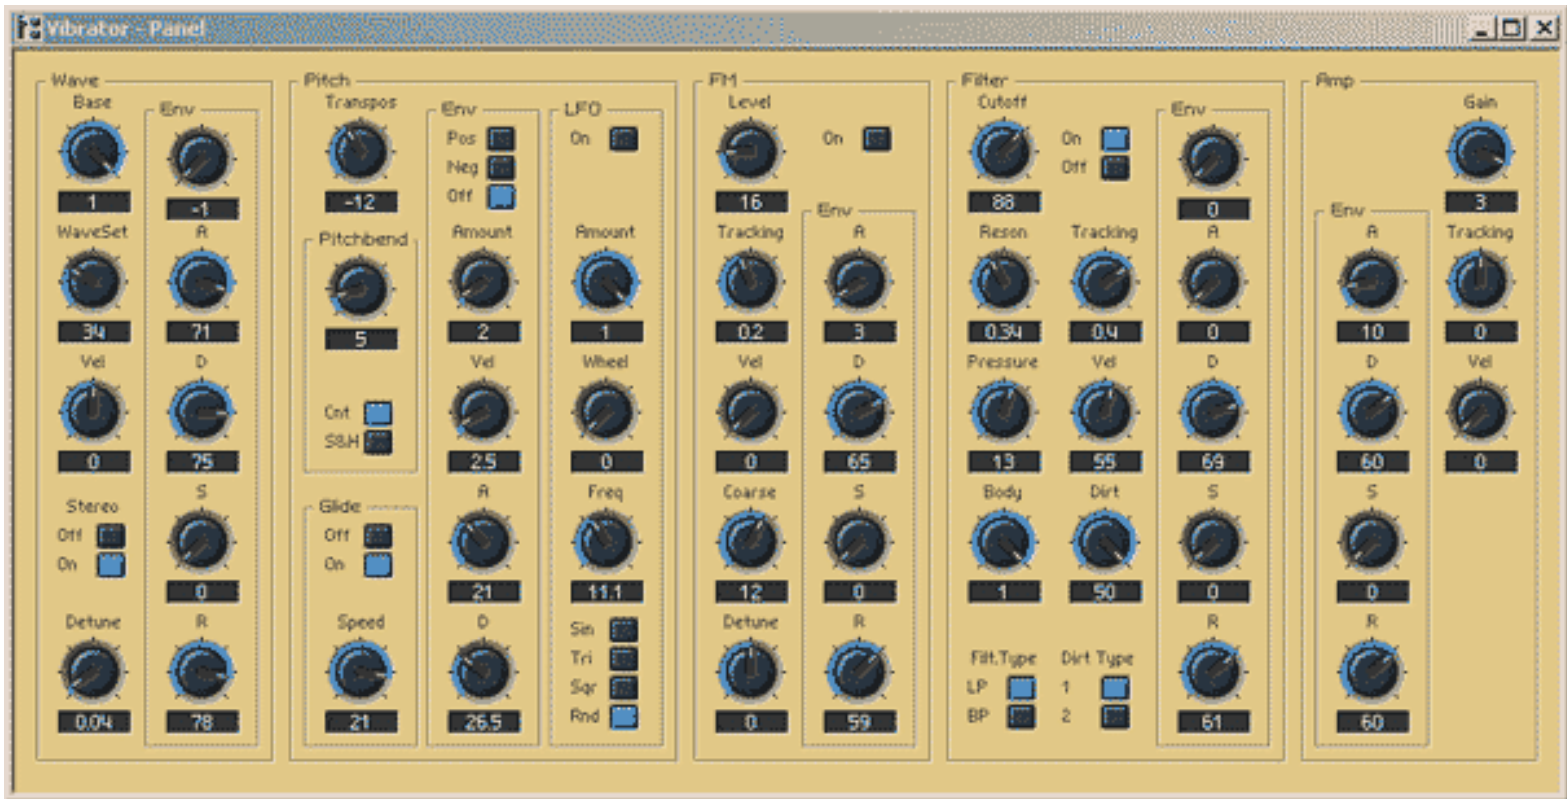 Vibrator - Panel
Wave
Base
1
WaveSet
34
Vel
0
Stereo
Off
On
Detune
0.04
Env
-1
A
71
D
75
S
0
R
78
Pitch
Transpos
-12
Pitchbend
5
Cnt
S&H
Glide
Off
On
Speed
21
Env
Pos
Neg
Off
Amount
2
Vel
2.5
A
21
D
26.5
LFO
On
Amount
1
Wheel
0
Freq
11.1
Sin
Tri
Sqr
Rnd
FM
Level
16
On
Tracking
0.2
Vel
0
Coarse
12
Detune
0
Env
A
3
D
65
S
0
R
59
Filter
Cutoff
88
On
Off
Reson
0.34
Tracking
0.4
Pressure
13
Vel
55
Body
1
Dirt
50
Filt.Type
LP
BP
Dirt Type
1
2
Env
0
A
0
D
69
S
0
R
61
Amp
Gain
3
Tracking
0
Vel
0
Env
A
10
D
60
S
0
R
60